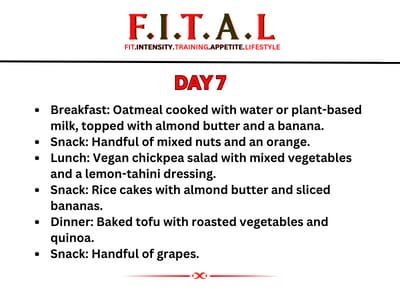 F.I.T.A.L
FIT.INTENSITY.TRAINING.APPETITE.LIFESTYLE
DAY 7
▪ Breakfast: Oatmeal cooked with water or plant-based
milk, topped with almond butter and a banana.
▪ Snack: Handful of mixed nuts and an orange.
▪ Lunch: Vegan chickpea salad with mixed vegetables
and a lemon-tahini dressing.
▪ Snack: Rice cakes with almond butter and sliced
bananas.
▪ Dinner: Baked tofu with roasted vegetables and
quinoa.
▪ Snack: Handful of grapes.